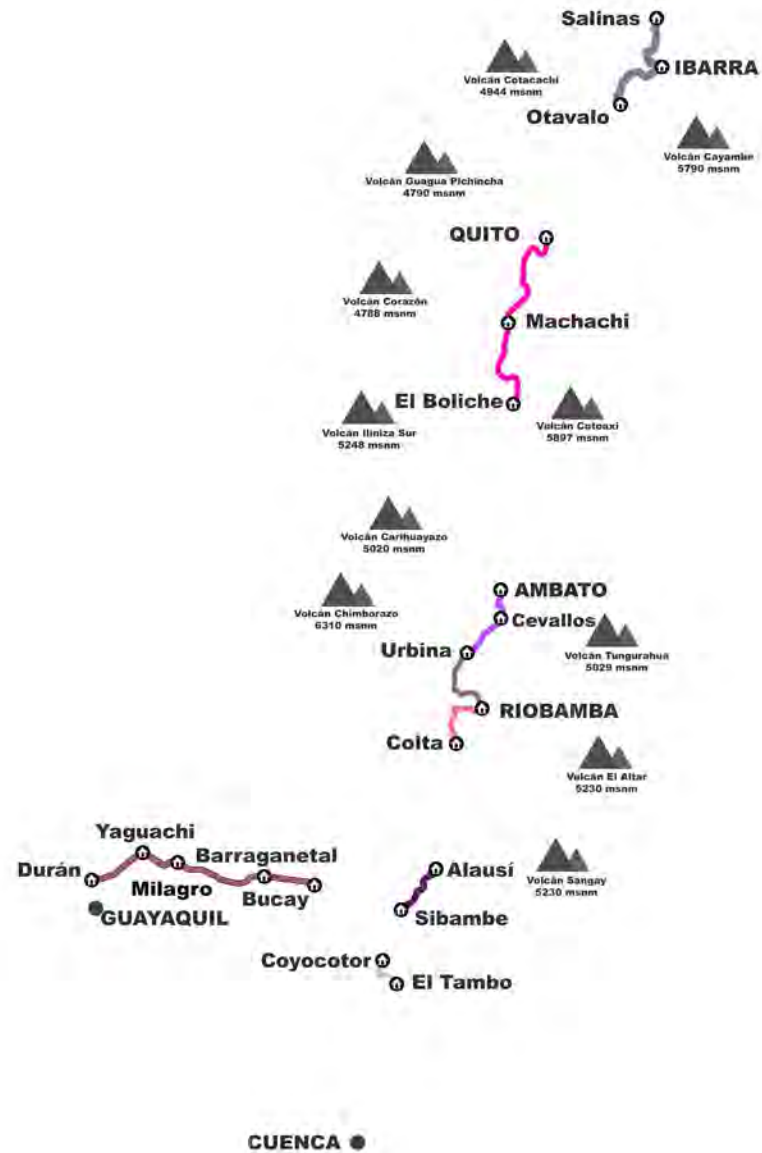 Salinas
IBARRA
Volcán Cotacachi
4944 msnm
Otavalo
Volcán Cayambe
5790 msnm
Volcán Guagua Pichincha
4790 msnm
QUITO
Volcán Corazón
4788 msnm
Machachi
El Boliche
Volcán Iliniza Sur
5248 msnm
Volcán Cotoaxi
5897 msnm
Volcán Carihuayazo
5020 msnm
AMBATO
Volcán Chimborazo
6310 msnm
Cevallos
Urbina
Volcán Tungurahua
5029 msnm
RIOBAMBA
Colta
Volcán El Altar
5230 msnm
Yaguachi
Durán
Barraganetal
Milagro
Bucay
GUAYAQUIL
Alausí
Volcán Sangay
5230 msnm
Sibambe
Coyocotor
El Tambo
CUENCA